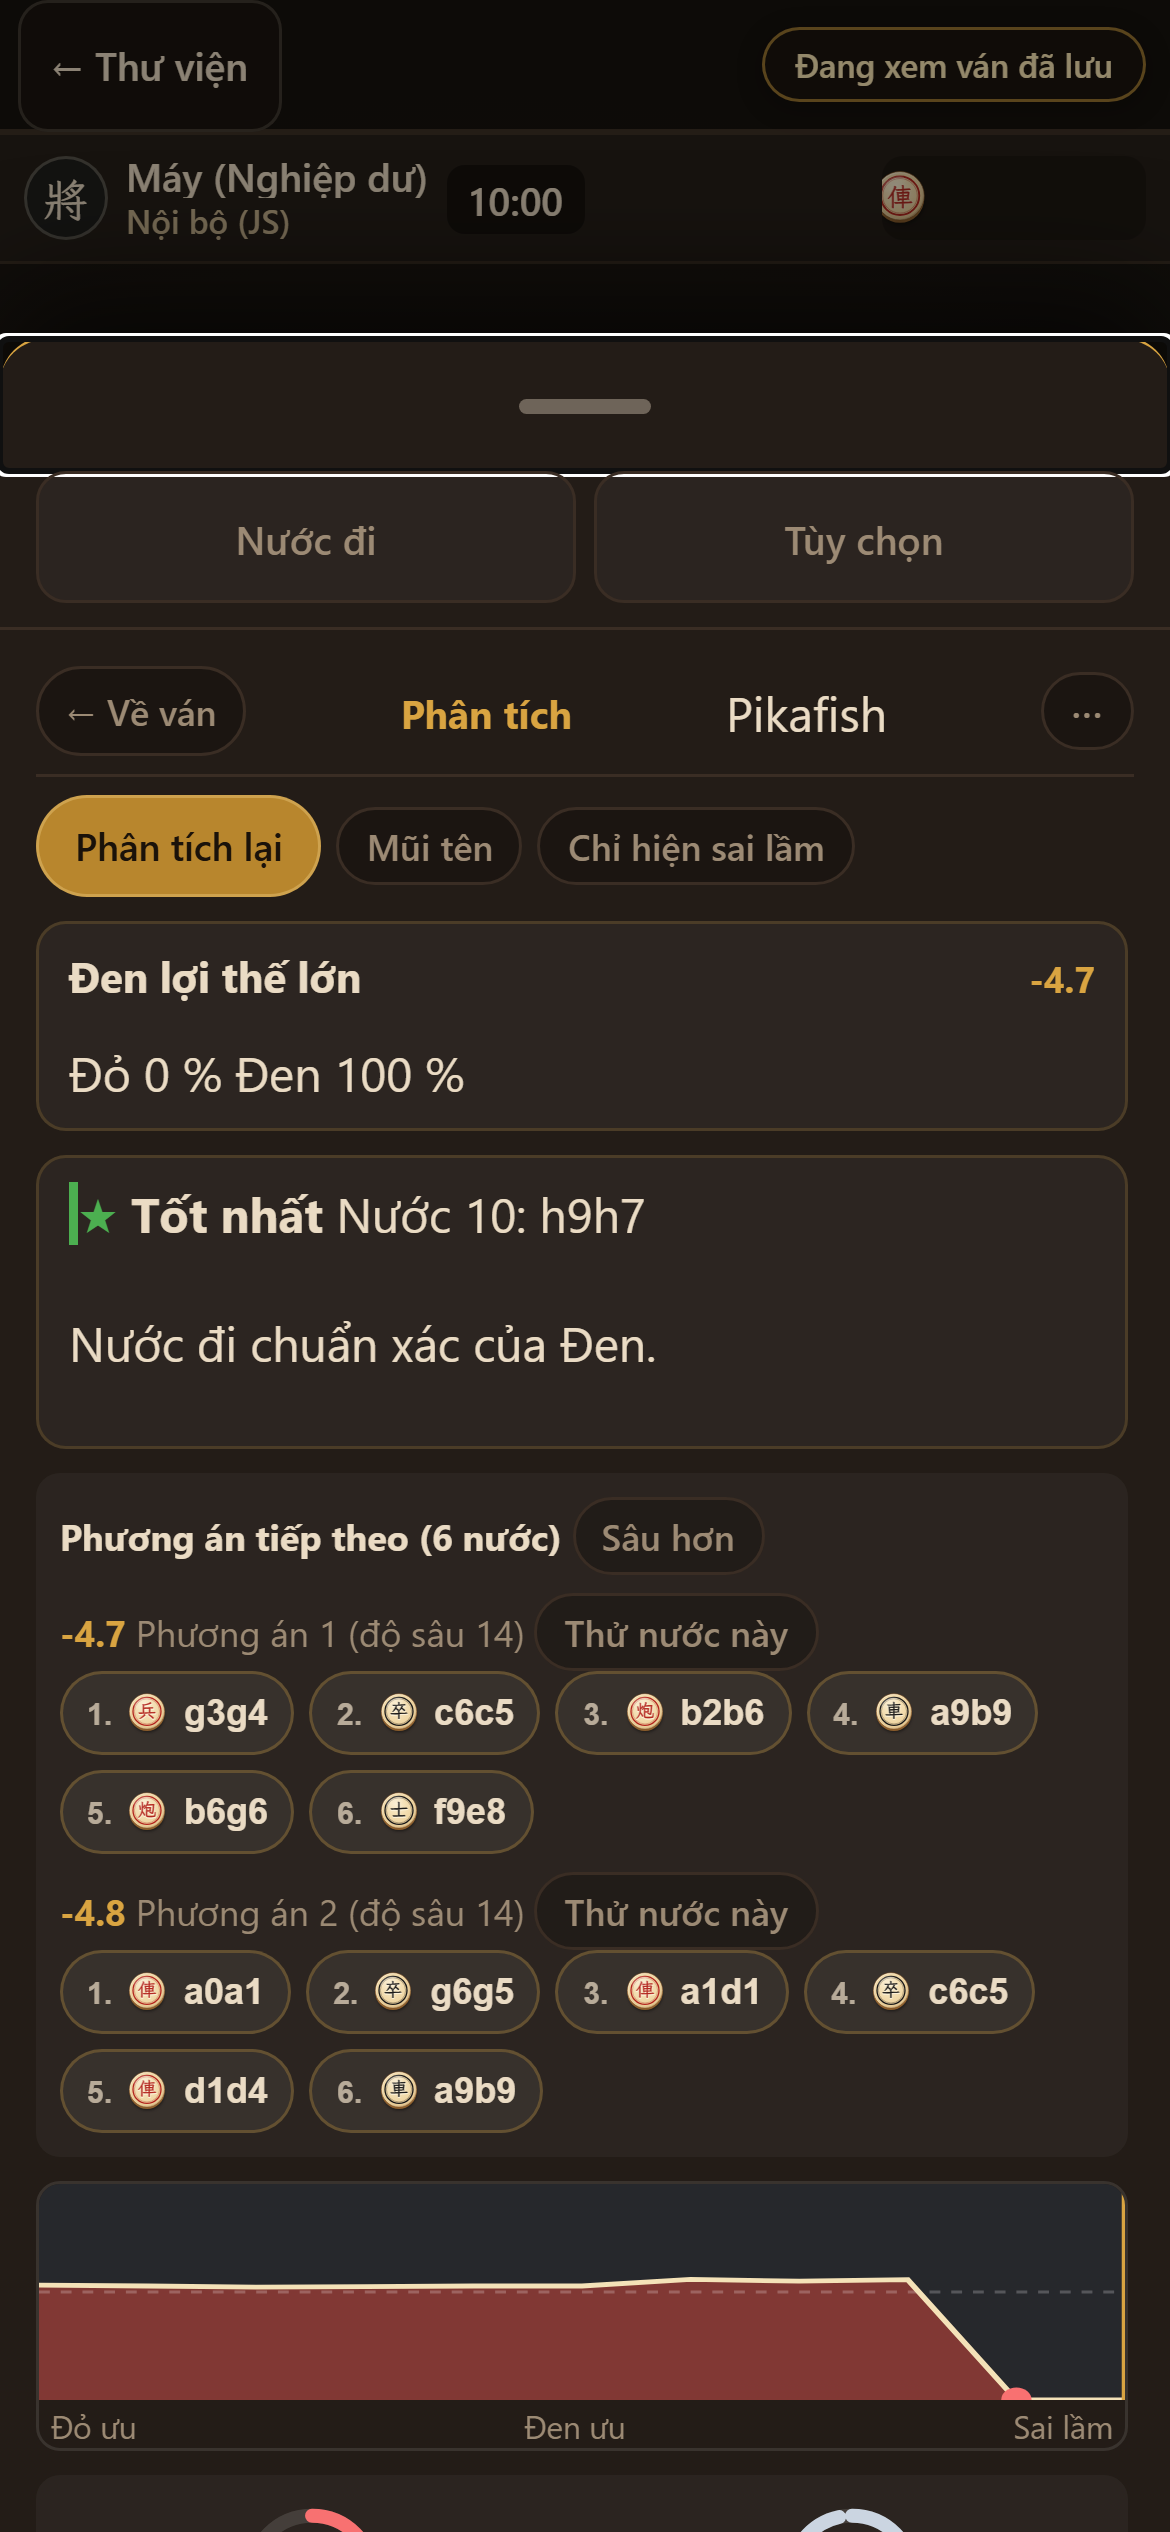 ← Thư viện
Đang xem ván đã lưu
將
Máy (Nghiệp dư)
Nội bộ (JS)
10:00
俥
Nước đi
Tùy chọn
← Về ván
Phân tích
Pikafish
...
Phân tích lại
Mũi tên
Chỉ hiện sai lầm
Đen lợi thế lớn
-4.7
Đỏ 0 % Đen 100 %
★ Tốt nhất Nước 10: h9h7
Nước đi chuẩn xác của Đen.
Phương án tiếp theo (6 nước)
Sâu hơn
-4.7 Phương án 1 (độ sâu 14)
Thử nước này
1. 兵 g3g4
2. 卒 c6c5
3. 炮 b2b6
4. 車 a9b9
5. 炮 b6g6
6. 士 f9e8
-4.8 Phương án 2 (độ sâu 14)
Thử nước này
1. 俥 a0a1
2. 卒 g6g5
3. 俥 a1d1
4. 卒 c6c5
5. 俥 d1d4
6. 車 a9b9
Đỏ ưu
Đen ưu
Sai lầm